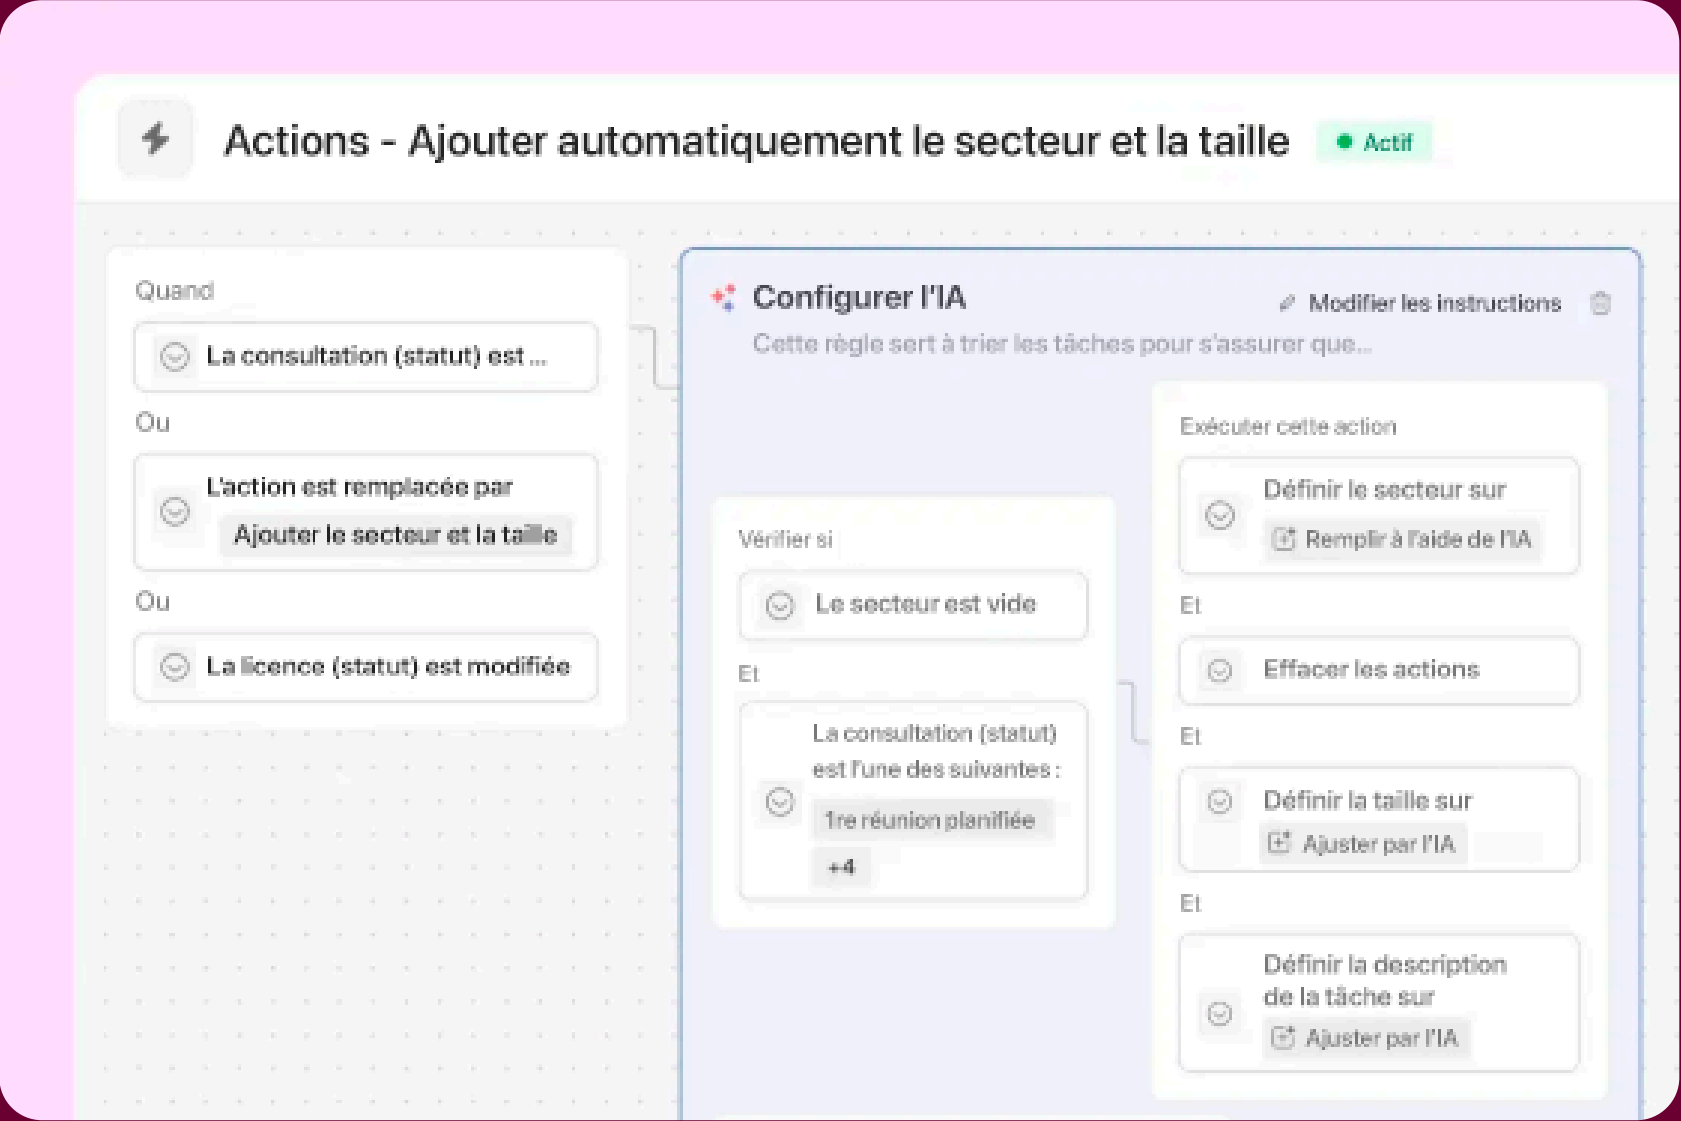 Actions - Ajouter automatiquement le secteur et la taille
Actif
Quand
La consultation (statut) est ...
Ou
L'action est remplacée par
Ajouter le secteur et la taille
Ou
La licence (statut) est modifiée
Configurer l'IA
Modifier les instructions
Cette règle sert à trier les tâches pour s'assurer que...
Vérifier si
Le secteur est vide
Et
La consultation (statut)
est l'une des suivantes :
1re réunion planifiée
+4
Exécuter cette action
Définir le secteur sur
Remplir à l'aide de l'IA
Et
Effacer les actions
Et
Définir la taille sur
Ajuster par l'IA
Et
Définir la description
de la tâche sur
Ajuster par l'IA